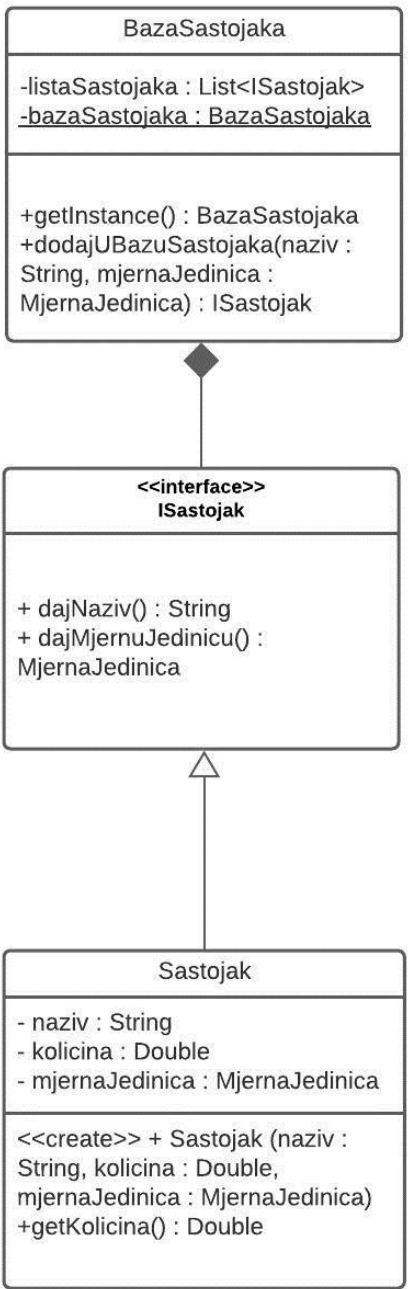 BazaSastojaka
-listaSastojaka : List<ISastojak>
-bazaSastojaka : BazaSastojaka
+getInstance() : BazaSastojaka
+dodajUBazuSastojaka(naziv :
String, mjernaJedinica :
MjernaJedinica) : ISastojak
<<interface>>
ISastojak
+ dajNaziv() : String
+ dajMjernuJedinicu() :
MjernaJedinica
Sastojak
- naziv : String
- kolicina : Double
- mjernaJedinica : MjernaJedinica
<<create>> + Sastojak (naziv :
String, kolicina : Double,
mjernaJedinica : MjernaJedinica)
+getKolicina() : Double